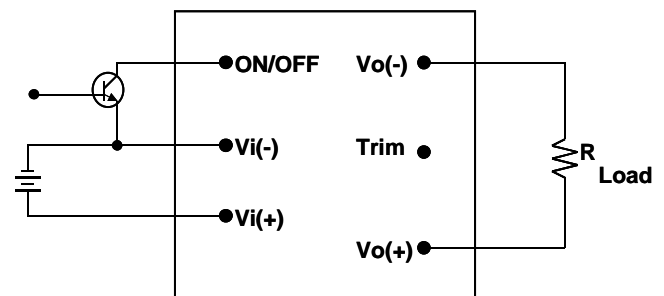 ON/OFF
Vi(-)
Vi(+)
Vo(-)
Trim
Vo(+)
R
Load